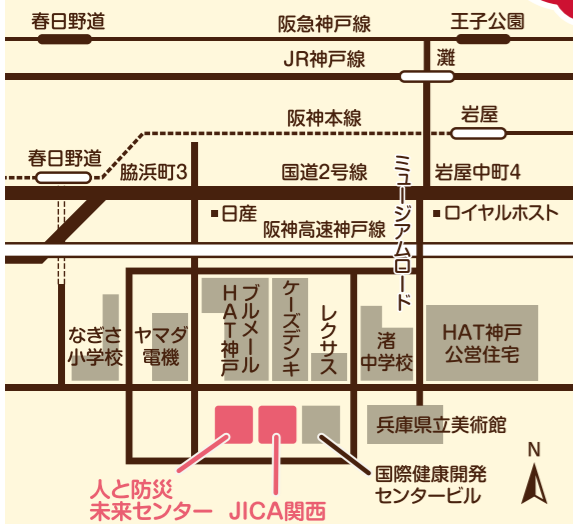 春日野道
阪急神戸線
王子公園
JR神戸線
灘
阪神本線
岩屋
春日野道
脇浜町3
国道2号線
ミュージアムロード
岩屋中町4
日産
ロイヤルホスト
阪神高速神戸線
なぎさ
小学校
ヤマダ
電機
ブルメール
HAT神戸
ケーズデンキ
レクサス
渚
中学校
HAT神戸
公営住宅
兵庫県立美術館
人と防災
未来センター
JICA関西
国際健康開発
センタービル
N